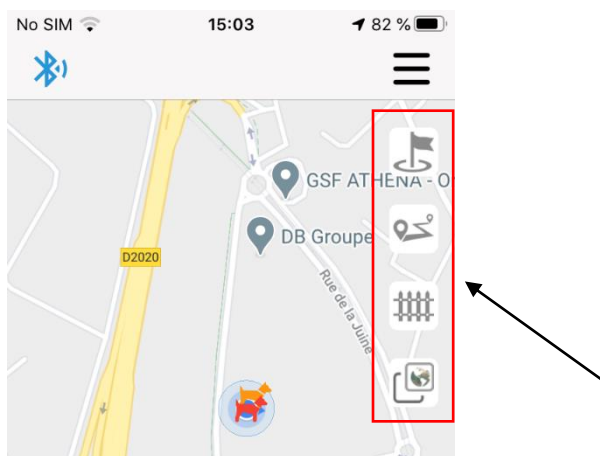 No SIM 15:03 82 %
GSF ATHENA - O
DB Groupe
D2020
Rue de la Juine